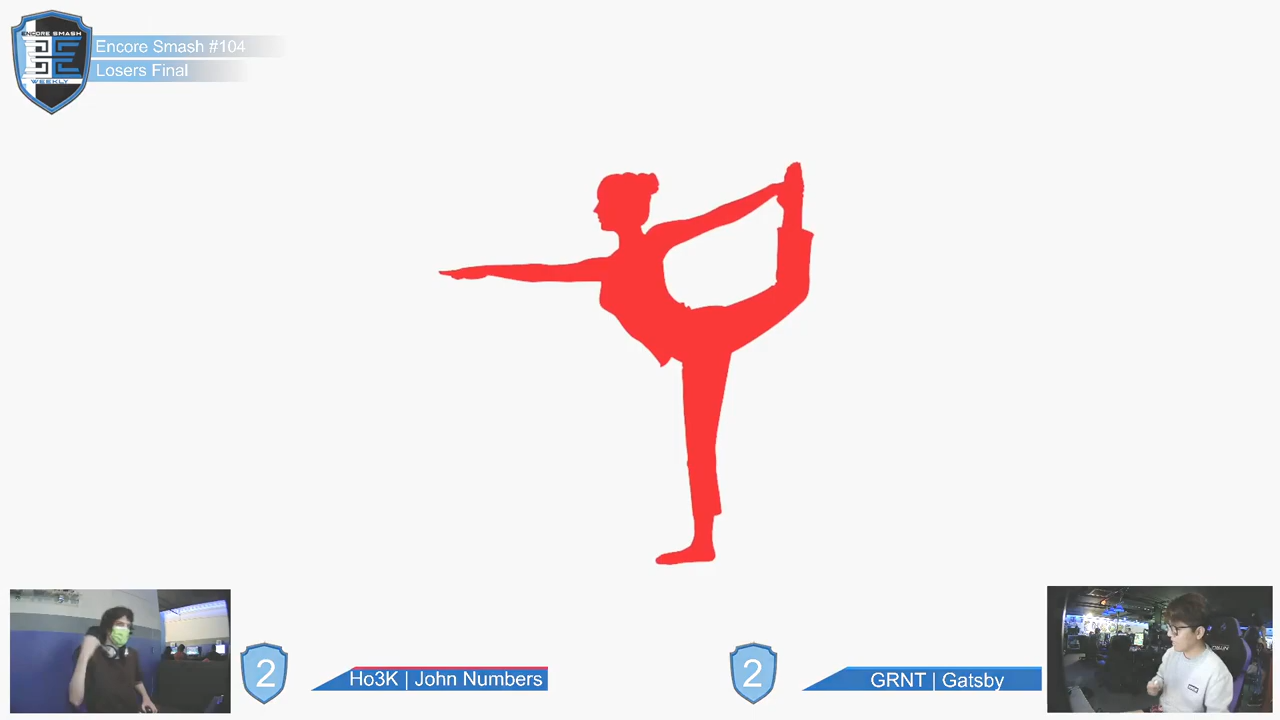 ENCORE SMASH
WEEKLY
Encore Smash #104
Losers Final
2
Ho3K | John Numbers
2
GRNT | Gatsby